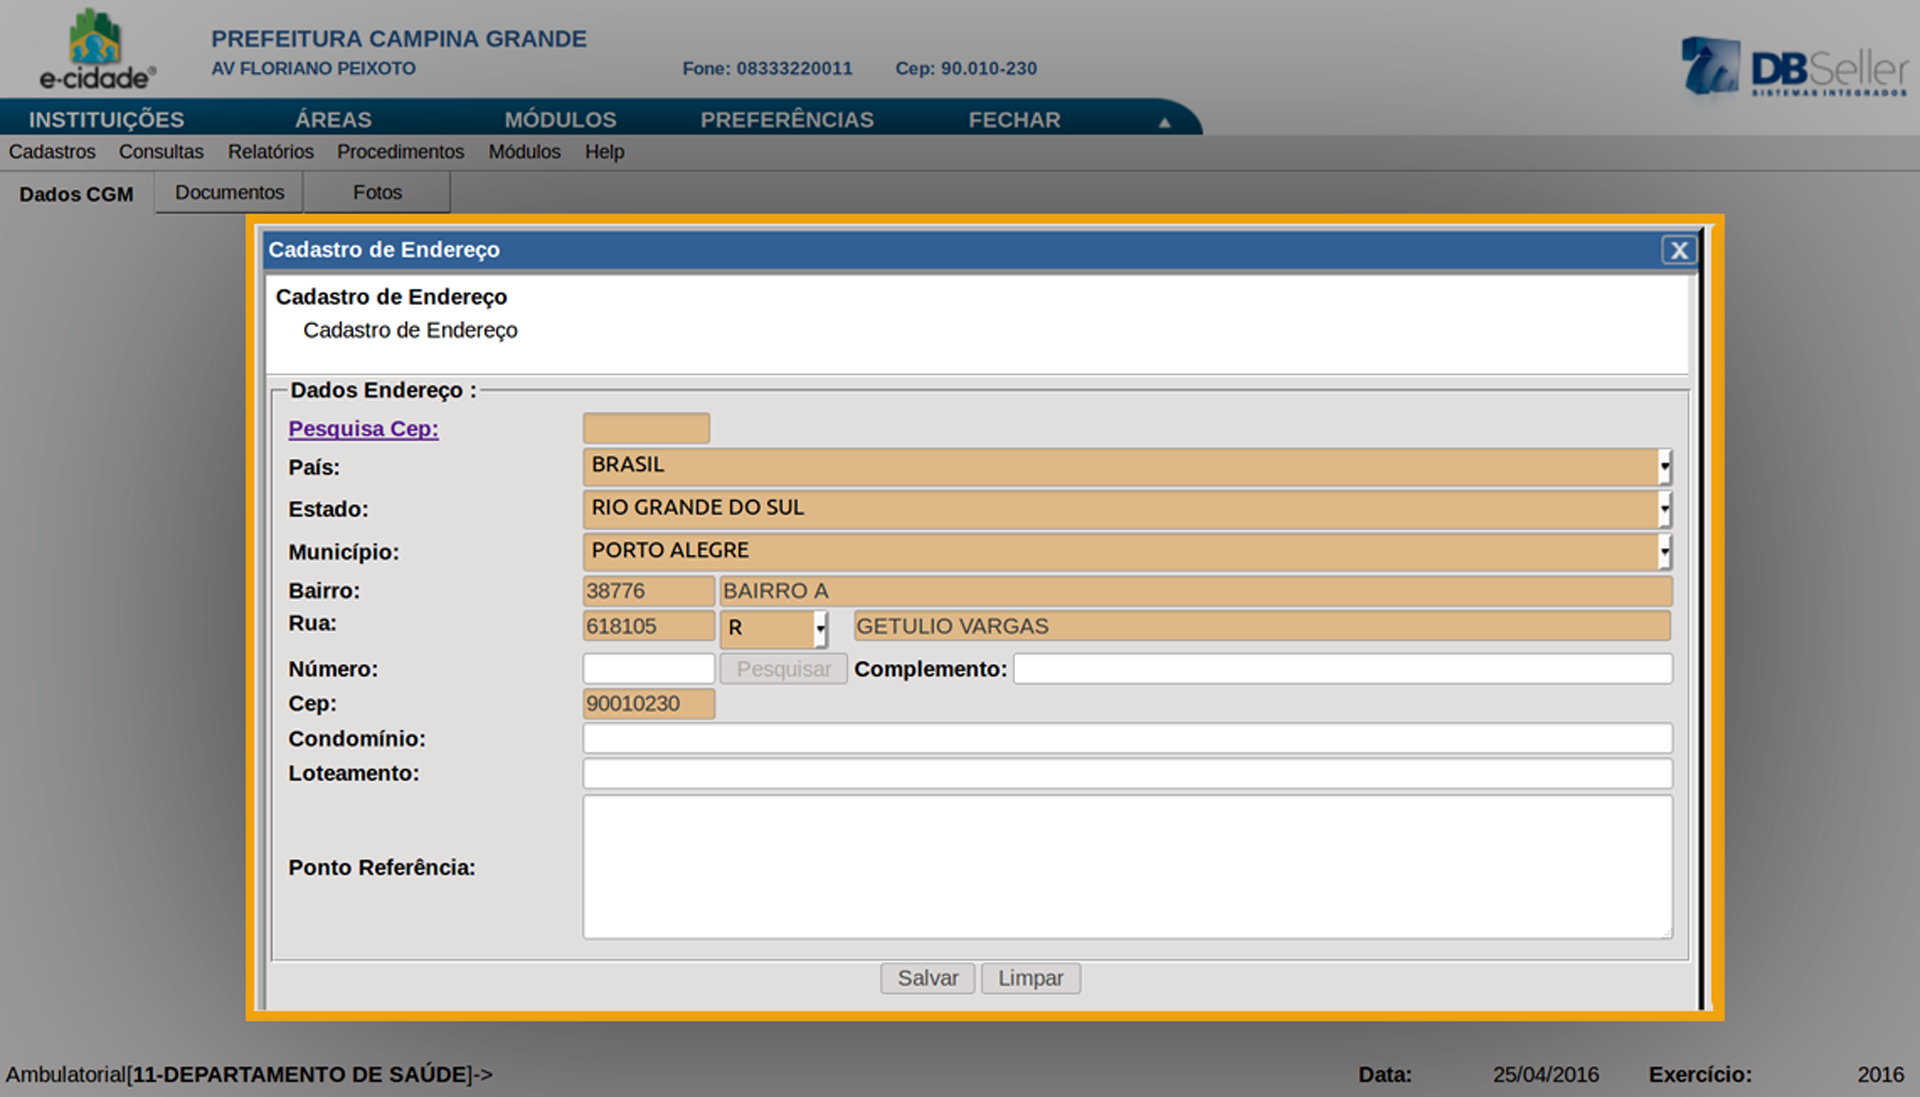 e-cidade®
PREFEITURA CAMPINA GRANDE
AV FLORIANO PEIXOTO Fone: 08333220011 Cep: 90.010-230
DBSeller
SISTEMAS INTEGRADOS
INSTITUIÇÕES ÁREAS MÓDULOS PREFERÊNCIAS FECHAR ▲
Cadastros Consultas Relatórios Procedimentos Módulos Help
Dados CGM Documentos Fotos
Cadastro de Endereço X
Cadastro de Endereço
Cadastro de Endereço
Dados Endereço :
Pesquisa Cep:
País: BRASIL
Estado: RIO GRANDE DO SUL
Município: PORTO ALEGRE
Bairro: 38776 BAIRRO A
Rua: 618105 R GETULIO VARGAS
Número: Pesquisar Complemento:
Cep: 90010230
Condomínio:
Loteamento:
Ponto Referência:
Salvar Limpar
Ambulatorial[11-DEPARTAMENTO DE SAÚDE]-> Data: 25/04/2016 Exercício: 2016